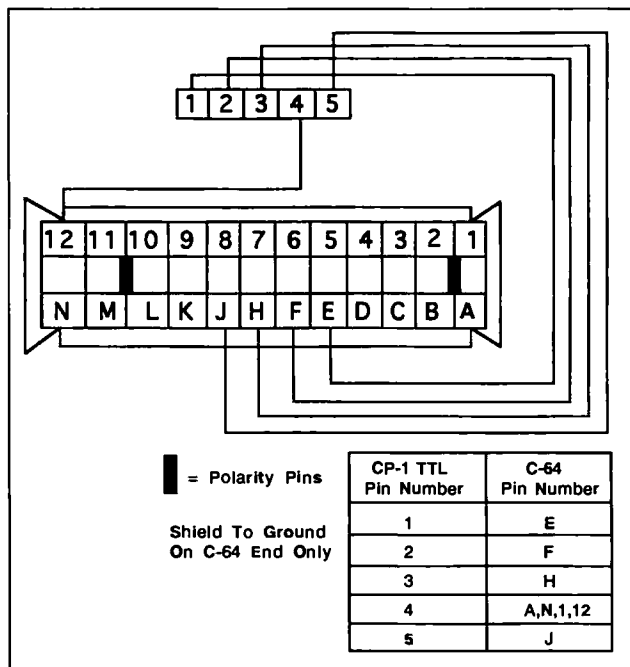 1 2 3 4 5
12 11 10 9 8 7 6 5 4 3 2 1
N M L K J H F E D C B A
= Polarity Pins
Shield To Ground
On C-64 End Only
CP-1 TTL
Pin Number
C-64
Pin Number
1 E
2 F
3 H
4 A,N,1,12
5 J